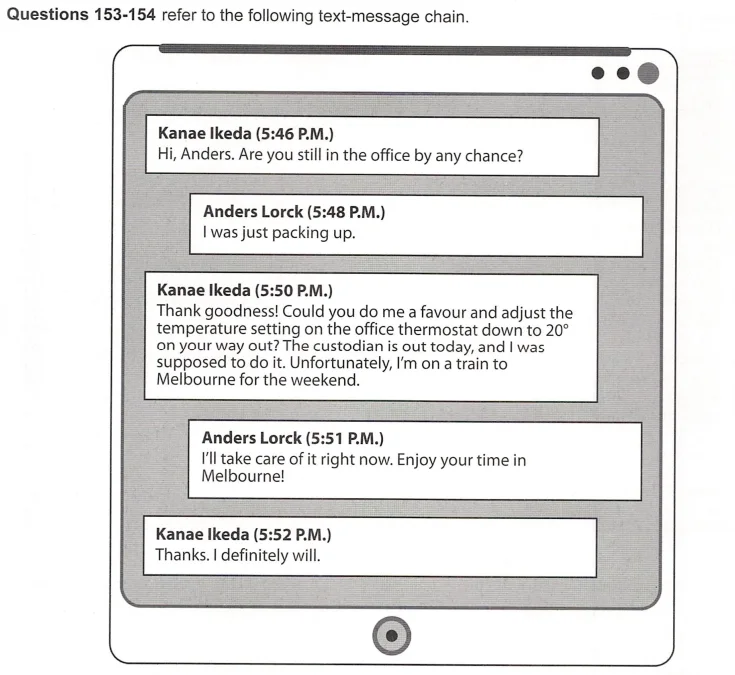 Questions 153-154 refer to the following text-message chain.
Kanae Ikeda (5:46 P.M.)
Hi, Anders. Are you still in the office by any chance?
Anders Lorck (5:48 P.M.)
I was just packing up.
Kanae Ikeda (5:50 P.M.)
Thank goodness! Could you do me a favour and adjust the
temperature setting on the office thermostat down to 20°
on your way out? The custodian is out today, and I was
supposed to do it. Unfortunately, I'm on a train to
Melbourne for the weekend.
Anders Lorck (5:51 P.M.)
I'll take care of it right now. Enjoy your time in
Melbourne!
Kanae Ikeda (5:52 P.M.)
Thanks. I definitely will.